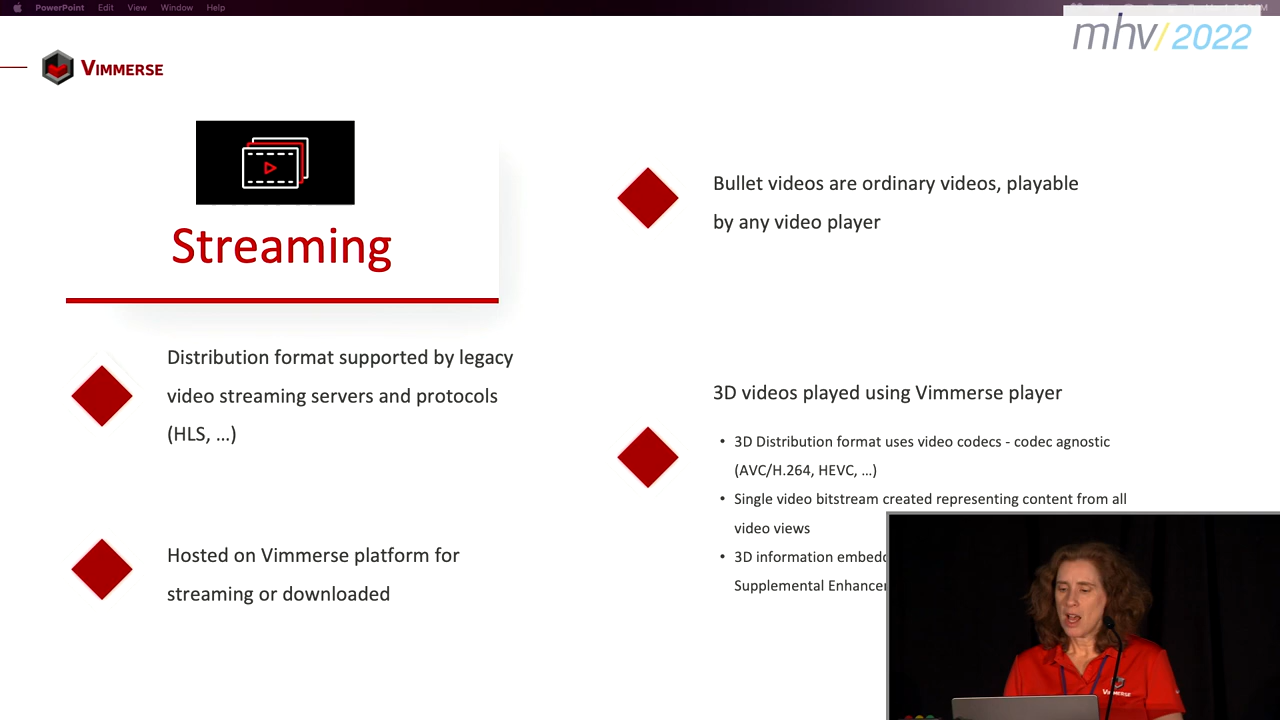 PowerPoint Edit View Window Help
mhv/2022
VIMMERSE
Streaming
Distribution format supported by legacy
video streaming servers and protocols
(HLS, ...)
Hosted on Vimmerse platform for
streaming or downloaded
Bullet videos are ordinary videos, playable
by any video player
3D videos played using Vimmerse player
• 3D Distribution format uses video codecs - codec agnostic
(AVC/H.264, HEVC, ...)
• Single video bitstream created representing content from all
video views
• 3D information
Supplemental
VIMMERSE